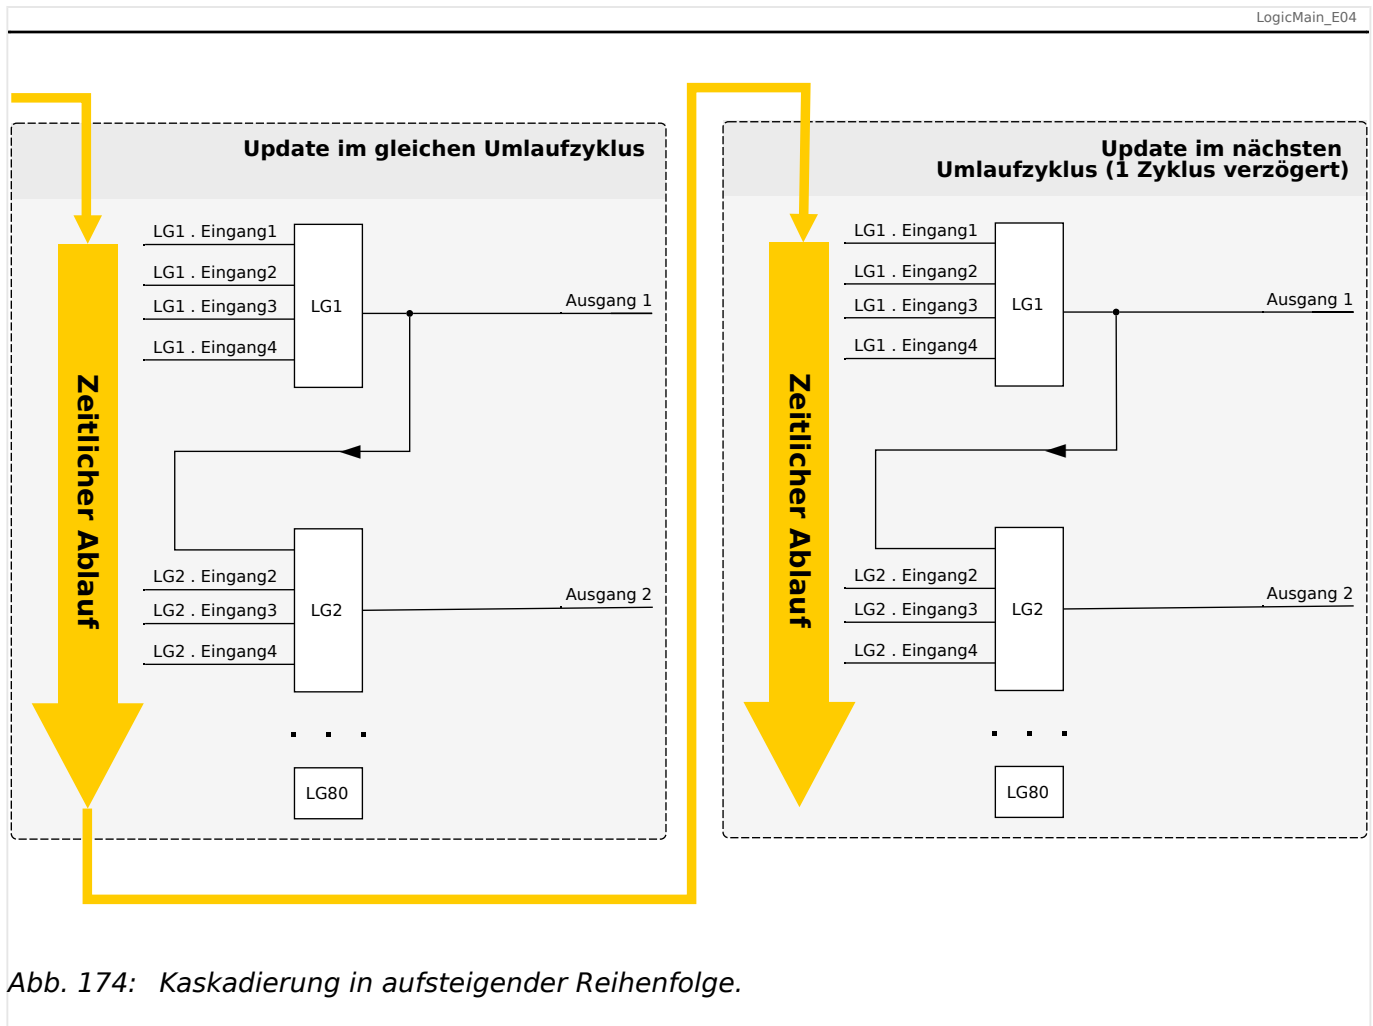 LogicMain_E04
Update im gleichen Umlaufzyklus
LG1 . Eingang1
LG1 . Eingang2
LG1 . Eingang3
LG1 . Eingang4
LG1
Ausgang 1
Zeitlicher Ablauf
LG2 . Eingang2
LG2 . Eingang3
LG2 . Eingang4
LG2
Ausgang 2
. . .
LG80
Update im nächsten
Umlaufzyklus (1 Zyklus verzögert)
LG1 . Eingang1
LG1 . Eingang2
LG1 . Eingang3
LG1 . Eingang4
LG1
Ausgang 1
Zeitlicher Ablauf
LG2 . Eingang2
LG2 . Eingang3
LG2 . Eingang4
LG2
Ausgang 2
. . .
LG80
Abb. 174: Kaskadierung in aufsteigender Reihenfolge.